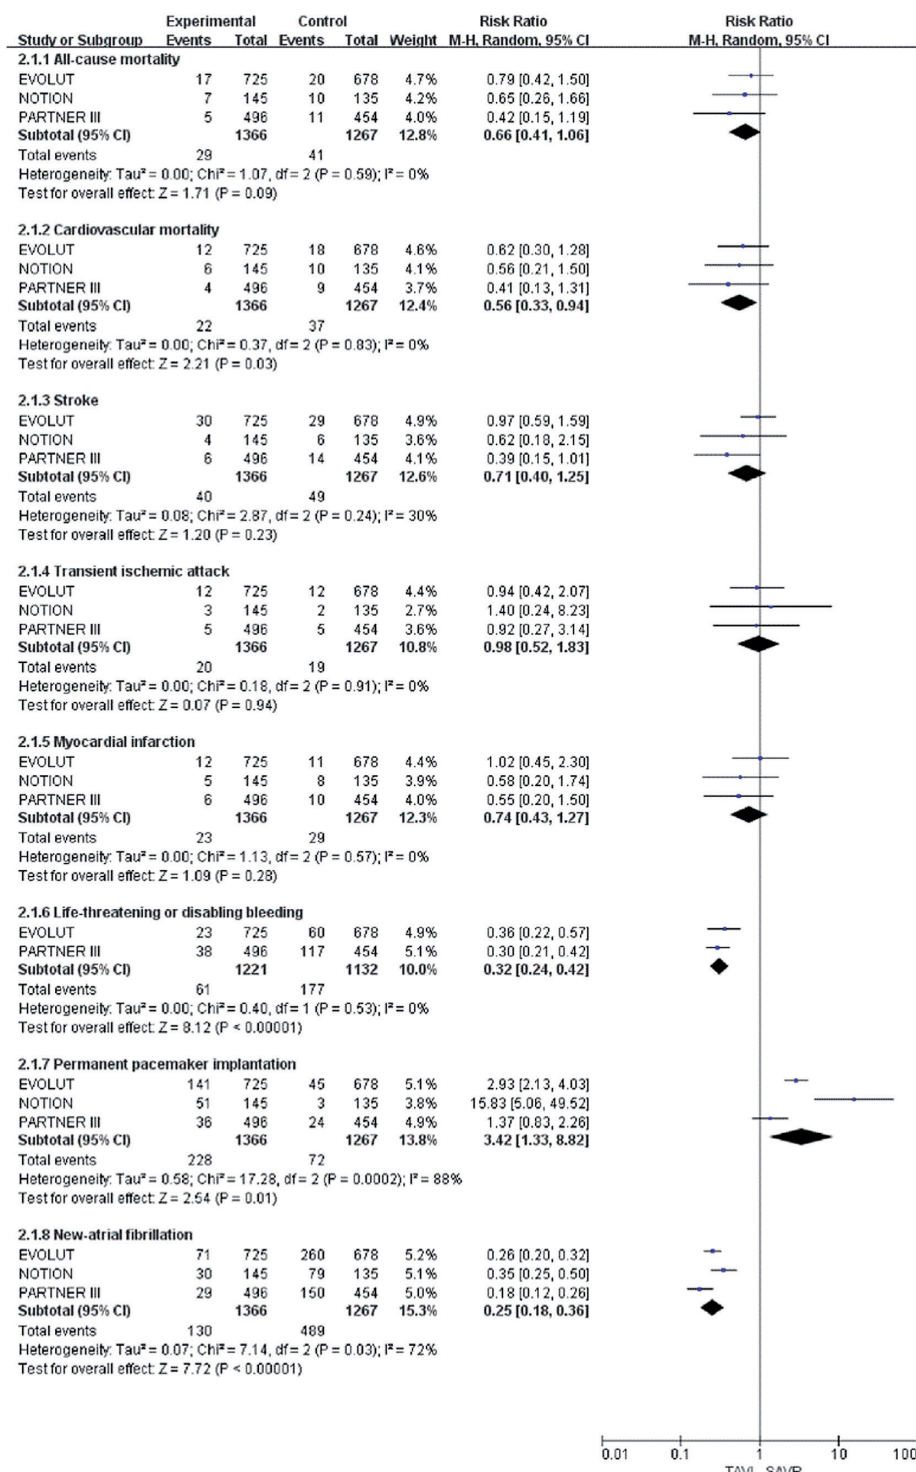 Experimental Control Risk Ratio Risk Ratio
Study or Subgroup Events Total Events Total Weight M-H, Random, 95% CI M-H, Random, 95% CI
2.1.1 All-cause mortality
EVOLUT 17 725 20 678 4.7% 0.79 [0.42, 1.50]
NOTION 7 145 10 135 4.2% 0.65 [0.26, 1.66]
PARTNER III 5 496 11 454 4.0% 0.42 [0.15, 1.19]
Subtotal (95% CI) 1366 1267 12.8% 0.66 [0.41, 1.06]
Total events 29 41
Heterogeneity: Tau² = 0.00; Chi² = 1.07, df = 2 (P = 0.59); I² = 0%
Test for overall effect: Z = 1.71 (P = 0.09)
2.1.2 Cardiovascular mortality
EVOLUT 12 725 18 678 4.6% 0.62 [0.30, 1.28]
NOTION 6 145 10 135 4.1% 0.56 [0.21, 1.50]
PARTNER III 4 496 9 454 3.7% 0.41 [0.13, 1.31]
Subtotal (95% CI) 1366 1267 12.4% 0.56 [0.33, 0.94]
Total events 22 37
Heterogeneity: Tau² = 0.00; Chi² = 0.37, df = 2 (P = 0.83); I² = 0%
Test for overall effect: Z = 2.21 (P = 0.03)
2.1.3 Stroke
EVOLUT 30 725 29 678 4.9% 0.97 [0.59, 1.59]
NOTION 4 145 6 135 3.6% 0.62 [0.18, 2.15]
PARTNER III 6 496 14 454 4.1% 0.39 [0.15, 1.01]
Subtotal (95% CI) 1366 1267 12.6% 0.71 [0.40, 1.25]
Total events 40 49
Heterogeneity: Tau² = 0.08; Chi² = 2.87, df = 2 (P = 0.24); I² = 30%
Test for overall effect: Z = 1.20 (P = 0.23)
2.1.4 Transient ischemic attack
EVOLUT 12 725 12 678 4.4% 0.94 [0.42, 2.07]
NOTION 3 145 2 135 2.7% 1.40 [0.24, 8.23]
PARTNER III 5 496 5 454 3.6% 0.92 [0.27, 3.14]
Subtotal (95% CI) 1366 1267 10.8% 0.98 [0.52, 1.83]
Total events 20 19
Heterogeneity: Tau² = 0.00; Chi² = 0.18, df = 2 (P = 0.91); I² = 0%
Test for overall effect: Z = 0.07 (P = 0.94)
2.1.5 Myocardial infarction
EVOLUT 12 725 11 678 4.4% 1.02 [0.45, 2.30]
NOTION 5 145 8 135 3.9% 0.58 [0.20, 1.74]
PARTNER III 6 496 10 454 4.0% 0.55 [0.20, 1.50]
Subtotal (95% CI) 1366 1267 12.3% 0.74 [0.43, 1.27]
Total events 23 29
Heterogeneity: Tau² = 0.00; Chi² = 1.13, df = 2 (P = 0.57); I² = 0%
Test for overall effect: Z = 1.09 (P = 0.28)
2.1.6 Life-threatening or disabling bleeding
EVOLUT 23 725 60 678 4.9% 0.36 [0.22, 0.57]
PARTNER III 38 496 117 454 5.1% 0.30 [0.21, 0.42]
Subtotal (95% CI) 1221 1132 10.0% 0.32 [0.24, 0.42]
Total events 61 177
Heterogeneity: Tau² = 0.00; Chi² = 0.40, df = 1 (P = 0.53); I² = 0%
Test for overall effect: Z = 8.12 (P < 0.00001)
2.1.7 Permanent pacemaker implantation
EVOLUT 141 725 45 678 5.1% 2.93 [2.13, 4.03]
NOTION 51 145 3 135 3.8% 15.83 [5.06, 49.52]
PARTNER III 36 496 24 454 4.9% 1.37 [0.83, 2.26]
Subtotal (95% CI) 1366 1267 13.8% 3.42 [1.33, 8.82]
Total events 228 72
Heterogeneity: Tau² = 0.58; Chi² = 17.28, df = 2 (P = 0.0002); I² = 88%
Test for overall effect: Z = 2.54 (P = 0.01)
2.1.8 New-atrial fibrillation
EVOLUT 71 725 260 678 5.2% 0.26 [0.20, 0.32]
NOTION 30 145 79 135 5.1% 0.35 [0.25, 0.50]
PARTNER III 29 496 150 454 5.0% 0.18 [0.12, 0.26]
Subtotal (95% CI) 1366 1267 15.3% 0.25 [0.18, 0.36]
Total events 130 489
Heterogeneity: Tau² = 0.07; Chi² = 7.14, df = 2 (P = 0.03); I² = 72%
Test for overall effect: Z = 7.72 (P < 0.00001)
0.01 0.1 1 10 100
TAVI SAVR